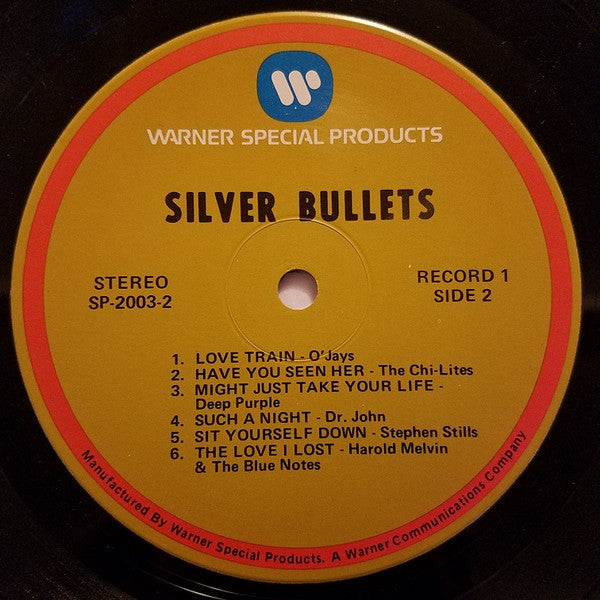 WARNER SPECIAL PRODUCTS
SILVER BULLETS
STEREO
SP-2003-2
RECORD 1
SIDE 2
1. LOVE TRAIN - O'Jays
2. HAVE YOU SEEN HER - The Chi-Lites
3. MIGHT JUST TAKE YOUR LIFE -
Deep Purple
4. SUCH A NIGHT - Dr. John
5. SIT YOURSELF DOWN - Stephen Stills
6. THE LOVE I LOST - Harold Melvin
& The Blue Notes
Manufactured By Warner Special Products. A Warner Communications Company